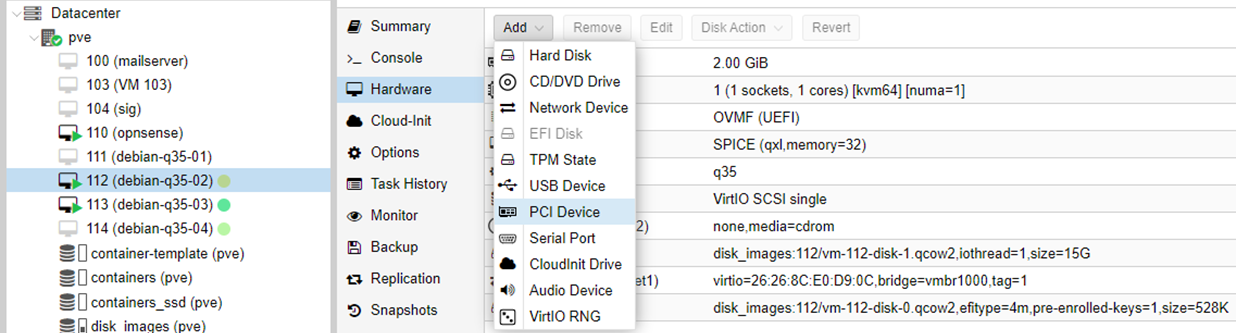 Datacenter
pve
100 (mailserver)
103 (VM 103)
104 (sig)
110 (opnsense)
111 (debian-q35-01)
112 (debian-q35-02)
113 (debian-q35-03)
114 (debian-q35-04)
container-template (pve)
containers (pve)
containers_ssd (pve)
disk_images (pve)
Summary
Console
Hardware
Cloud-Init
Options
Task History
Monitor
Backup
Replication
Snapshots
Add Remove Edit Disk Action Revert
Hard Disk
CD/DVD Drive
Network Device
EFI Disk
TPM State
USB Device
PCI Device
Serial Port
CloudInit Drive
Audio Device
VirtIO RNG
2.00 GiB
1 (1 sockets, 1 cores) [kvm64] [numa=1]
OVMF (UEFI)
SPICE (qxl,memory=32)
q35
VirtIO SCSI single
2) none,media=cdrom
disk_images:112/vm-112-disk-1.qcow2,iothread=1,size=15G
et1) virtio=26:26:8C:E0:D9:0C,bridge=vmbr1000,tag=1
disk_images:112/vm-112-disk-0.qcow2,efitype=4m,pre-enrolled-keys=1,size=528K